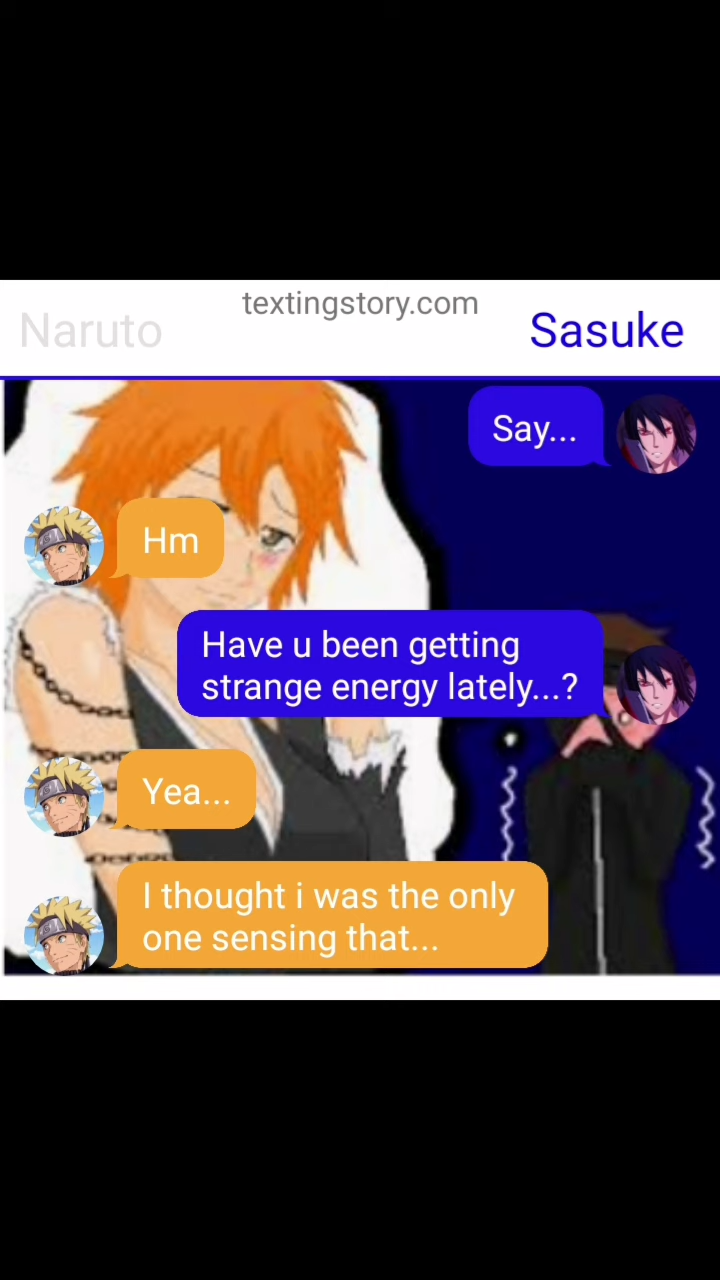 textingstory.com
Naruto
Sasuke
Say...
Hm
Have u been getting
strange energy lately...?
Yea...
I thought i was the only
one sensing that...